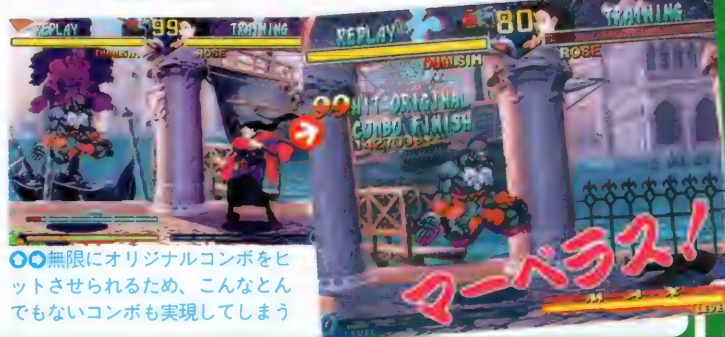 REPLAY
99
TRAINING
DHALSIM
ROSE
REPLAY
80
TRAINING
DHALSIM
ROSE
99 HIT ORIGINAL
COMBO FINISH
マーベラス!
MAX
LEVEL
LEVEL
無限にオリジナルコンボをヒ
ットさせられるため、こんなとん
でもないコンボも実現してしまう